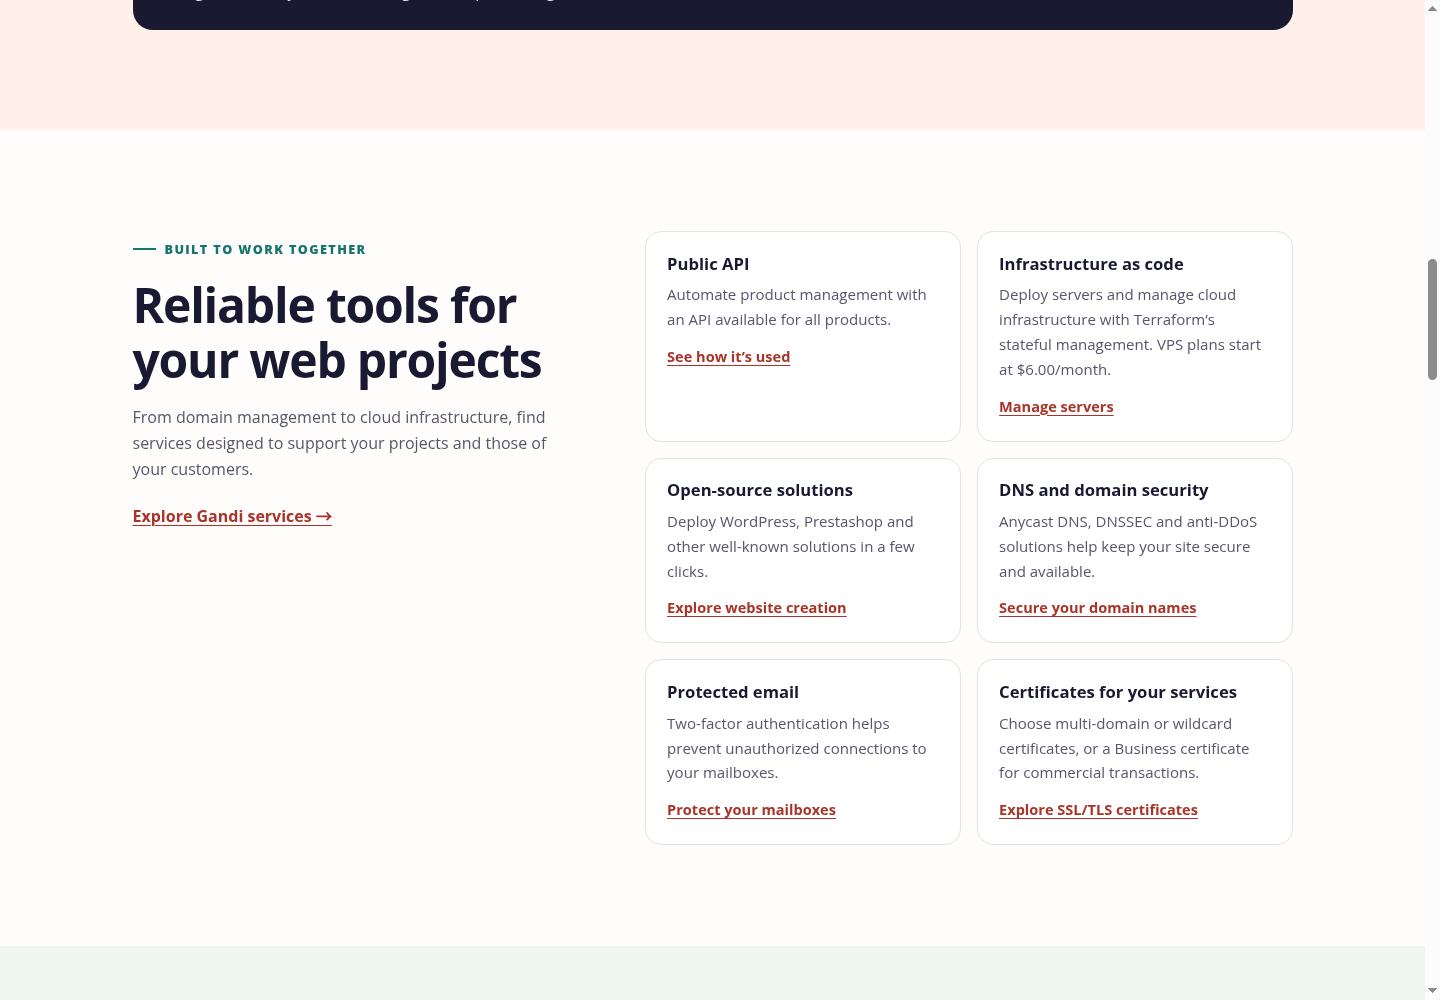 BUILT TO WORK TOGETHER
Reliable tools for
your web projects
From domain management to cloud infrastructure, find
services designed to support your projects and those of
your customers.
Explore Gandi services →
Public API
Automate product management with
an API available for all products.
See how it’s used
Infrastructure as code
Deploy servers and manage cloud
infrastructure with Terraform’s
stateful management. VPS plans start
at $6.00/month.
Manage servers
Open-source solutions
Deploy WordPress, Prestashop and
other well-known solutions in a few
clicks.
Explore website creation
DNS and domain security
Anycast DNS, DNSSEC and anti-DDoS
solutions help keep your site secure
and available.
Secure your domain names
Protected email
Two-factor authentication helps
prevent unauthorized connections to
your mailboxes.
Protect your mailboxes
Certificates for your services
Choose multi-domain or wildcard
certificates, or a Business certificate
for commercial transactions.
Explore SSL/TLS certificates